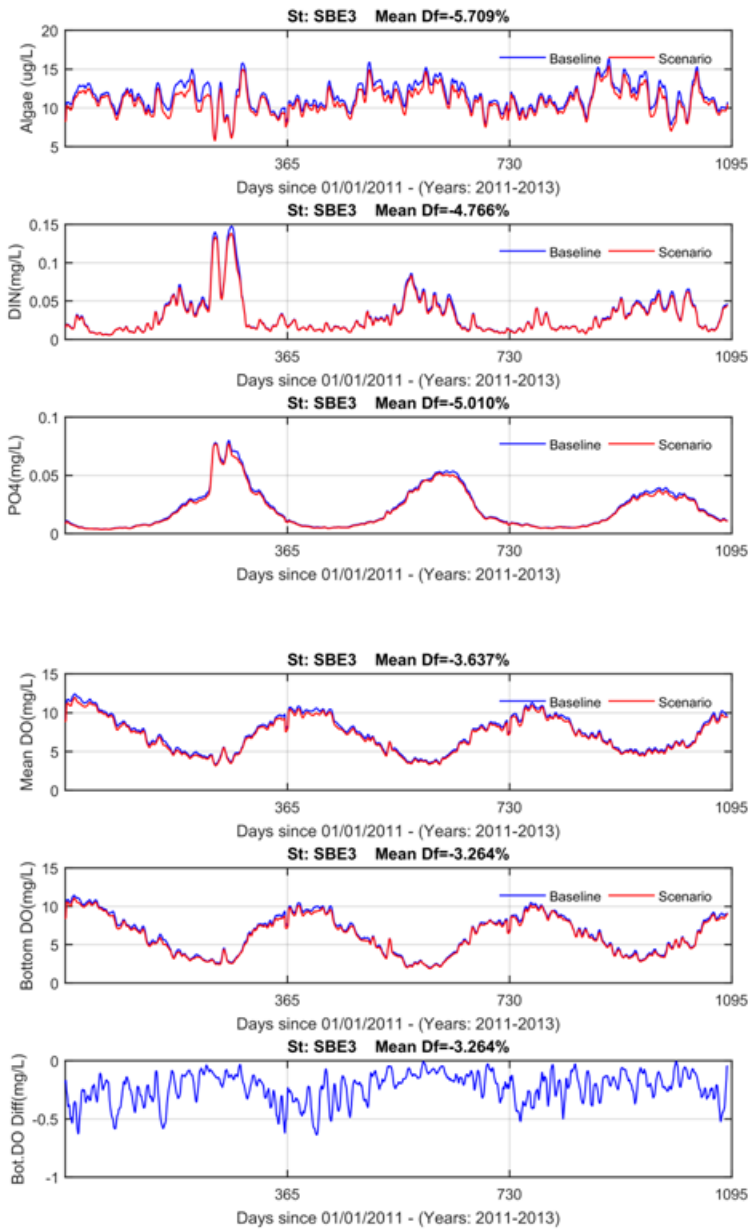 St: SBE3 Mean Df=-5.709%
20
15
10
5
Algae (ug/L)
Baseline Scenario
365 730 1095
Days since 01/01/2011 - (Years: 2011-2013)
St: SBE3 Mean Df=-4.766%
0.15
0.1
0.05
0
DIN(mg/L)
Baseline Scenario
365 730 1095
Days since 01/01/2011 - (Years: 2011-2013)
St: SBE3 Mean Df=-5.010%
0.1
0.05
0
PO4(mg/L)
Baseline Scenario
365 730 1095
Days since 01/01/2011 - (Years: 2011-2013)
St: SBE3 Mean Df=-3.637%
15
10
5
0
Mean DO(mg/L)
Baseline Scenario
365 730 1095
Days since 01/01/2011 - (Years: 2011-2013)
St: SBE3 Mean Df=-3.264%
15
10
5
0
Bottom DO(mg/L)
Baseline Scenario
365 730 1095
Days since 01/01/2011 - (Years: 2011-2013)
St: SBE3 Mean Df=-3.264%
0
-0.5
-1
Bot.DO Diff(mg/L)
365 730 1095
Days since 01/01/2011 - (Years: 2011-2013)